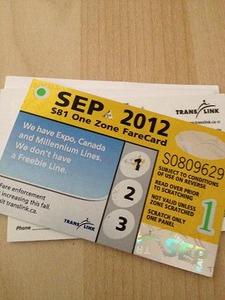 SEP 2012
$81 One Zone FareCard
TRANSLINK
We have Expo, Canada
and Millennium Lines.
We don't have
a Freebie Line.
1
2
3
S0809629
SUBJECT TO CONDITIONS
OF USE ON REVERSE
READ OVER PRIOR
TO SCRATCHING
NOT VALID UNLESS
ZONE SCRATCHED
SCRATCH ONLY
ONE PANEL
1
Fare enforcement
increasing this fall.
visit translink.ca.
TRANSLINK
Phone